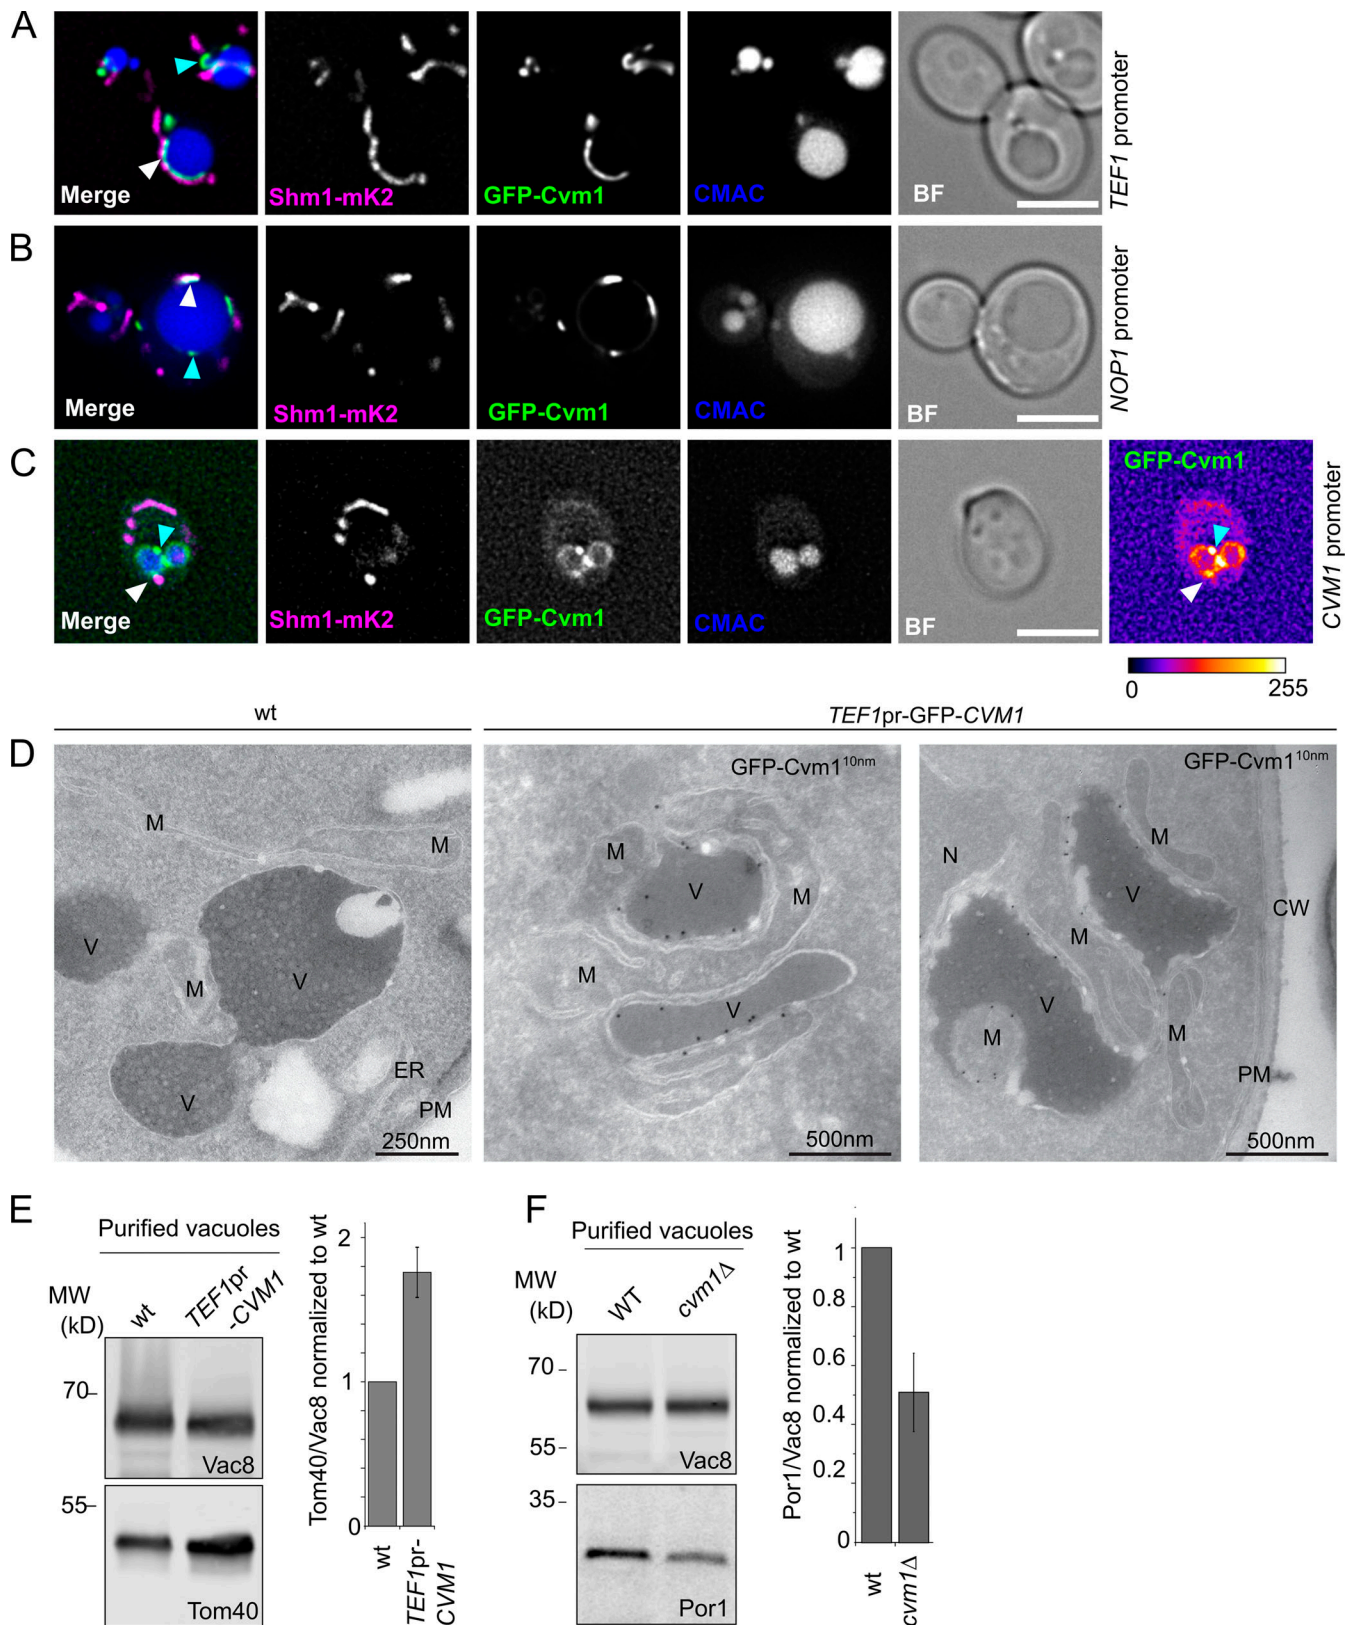 A
Merge
Shm1-mK2
GFP-Cvm1
CMAC
BF
TEF1 promoter
B
Merge
Shm1-mK2
GFP-Cvm1
CMAC
BF
NOP1 promoter
C
Merge
Shm1-mK2
GFP-Cvm1
CMAC
BF
GFP-Cvm1
CVM1 promoter
0
255
wt
TEF1pr-GFP-CVM1
D
M
M
V
M
V
V
ER
PM
250nm
GFP-Cvm1¹⁰ⁿᵐ
M
V
M
M
V
500nm
GFP-Cvm1¹⁰ⁿᵐ
N
M
V
CW
M
V
M
M
PM
500nm
E
Purified vacuoles
MW
(kD)
wt
TEF1pr
-CVM1
70
Vac8
55
Tom40
Tom40/Vac8 normalized to wt
2
1
0
wt
TEF1pr-
CVM1
F
Purified vacuoles
MW
(kD)
WT
cvm1Δ
70
55
Vac8
35
Por1
Por1/Vac8 normalized to wt
1
0.8
0.6
0.4
0.2
0
wt
cvm1Δ